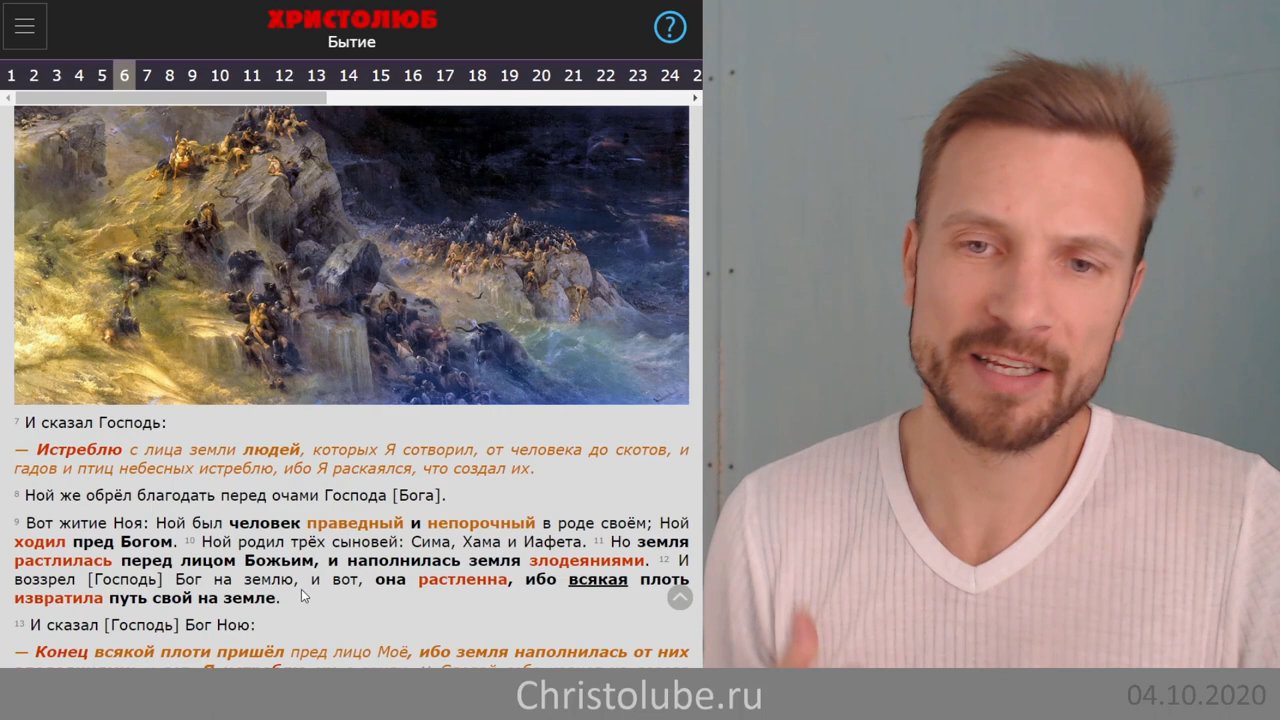 ХРИСТОЛЮБ
Бытие
?
1 2 3 4 5 6 7 8 9 10 11 12 13 14 15 16 17 18 19 20 21 22 23 24 2
7 И сказал Господь:
— Истреблю с лица земли людей, которых Я сотворил, от человека до скотов, и
гадов и птиц небесных истреблю, ибо Я раскаялся, что создал их.
8 Ной же обрёл благодать перед очами Господа [Бога].
9 Вот житие Ноя: Ной был человек праведный и непорочный в роде своём; Ной
ходил пред Богом. 10 Ной родил трёх сыновей: Сима, Хама и Иафета. 11 Но земля
растлилась перед лицом Божьим, и наполнилась земля злодеяниями. 12 И
воззрел [Господь] Бог на землю, и вот, она растленна, ибо всякая плоть
извратила путь свой на земле.
13 И сказал [Господь] Бог Ною:
— Конец всякой плоти пришёл пред лицо Моё, ибо земля наполнилась от них
Christolube.ru
04.10.2020